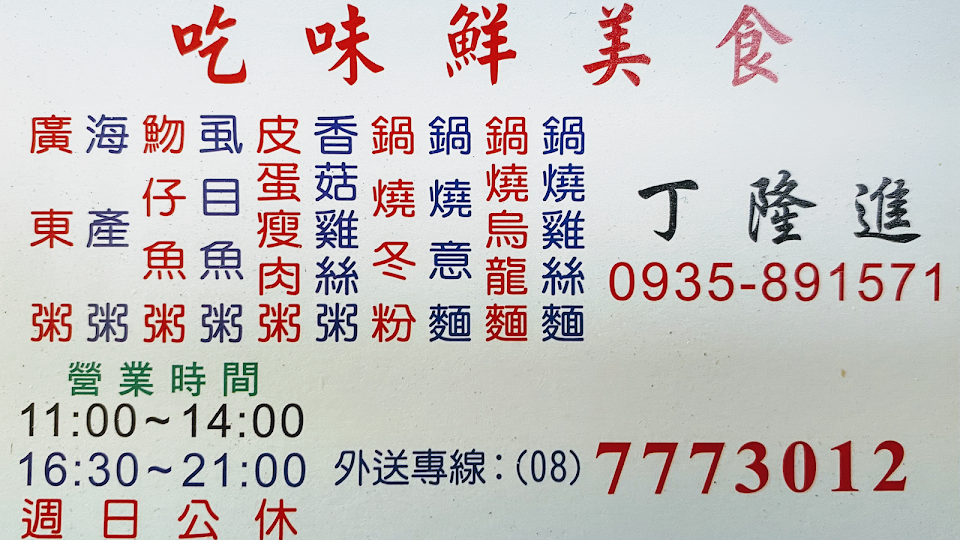 吃味鮮美食
廣東粥
海產粥
魩仔魚粥
虱目魚粥
皮蛋瘦肉粥
香菇雞絲粥
鍋燒冬粉
鍋燒意麵
鍋燒烏龍麵
鍋燒雞絲麵
丁隆進
0935-891571
營業時間
11:00~14:00
16:30~21:00
週日公休
外送專線:(08)7773012